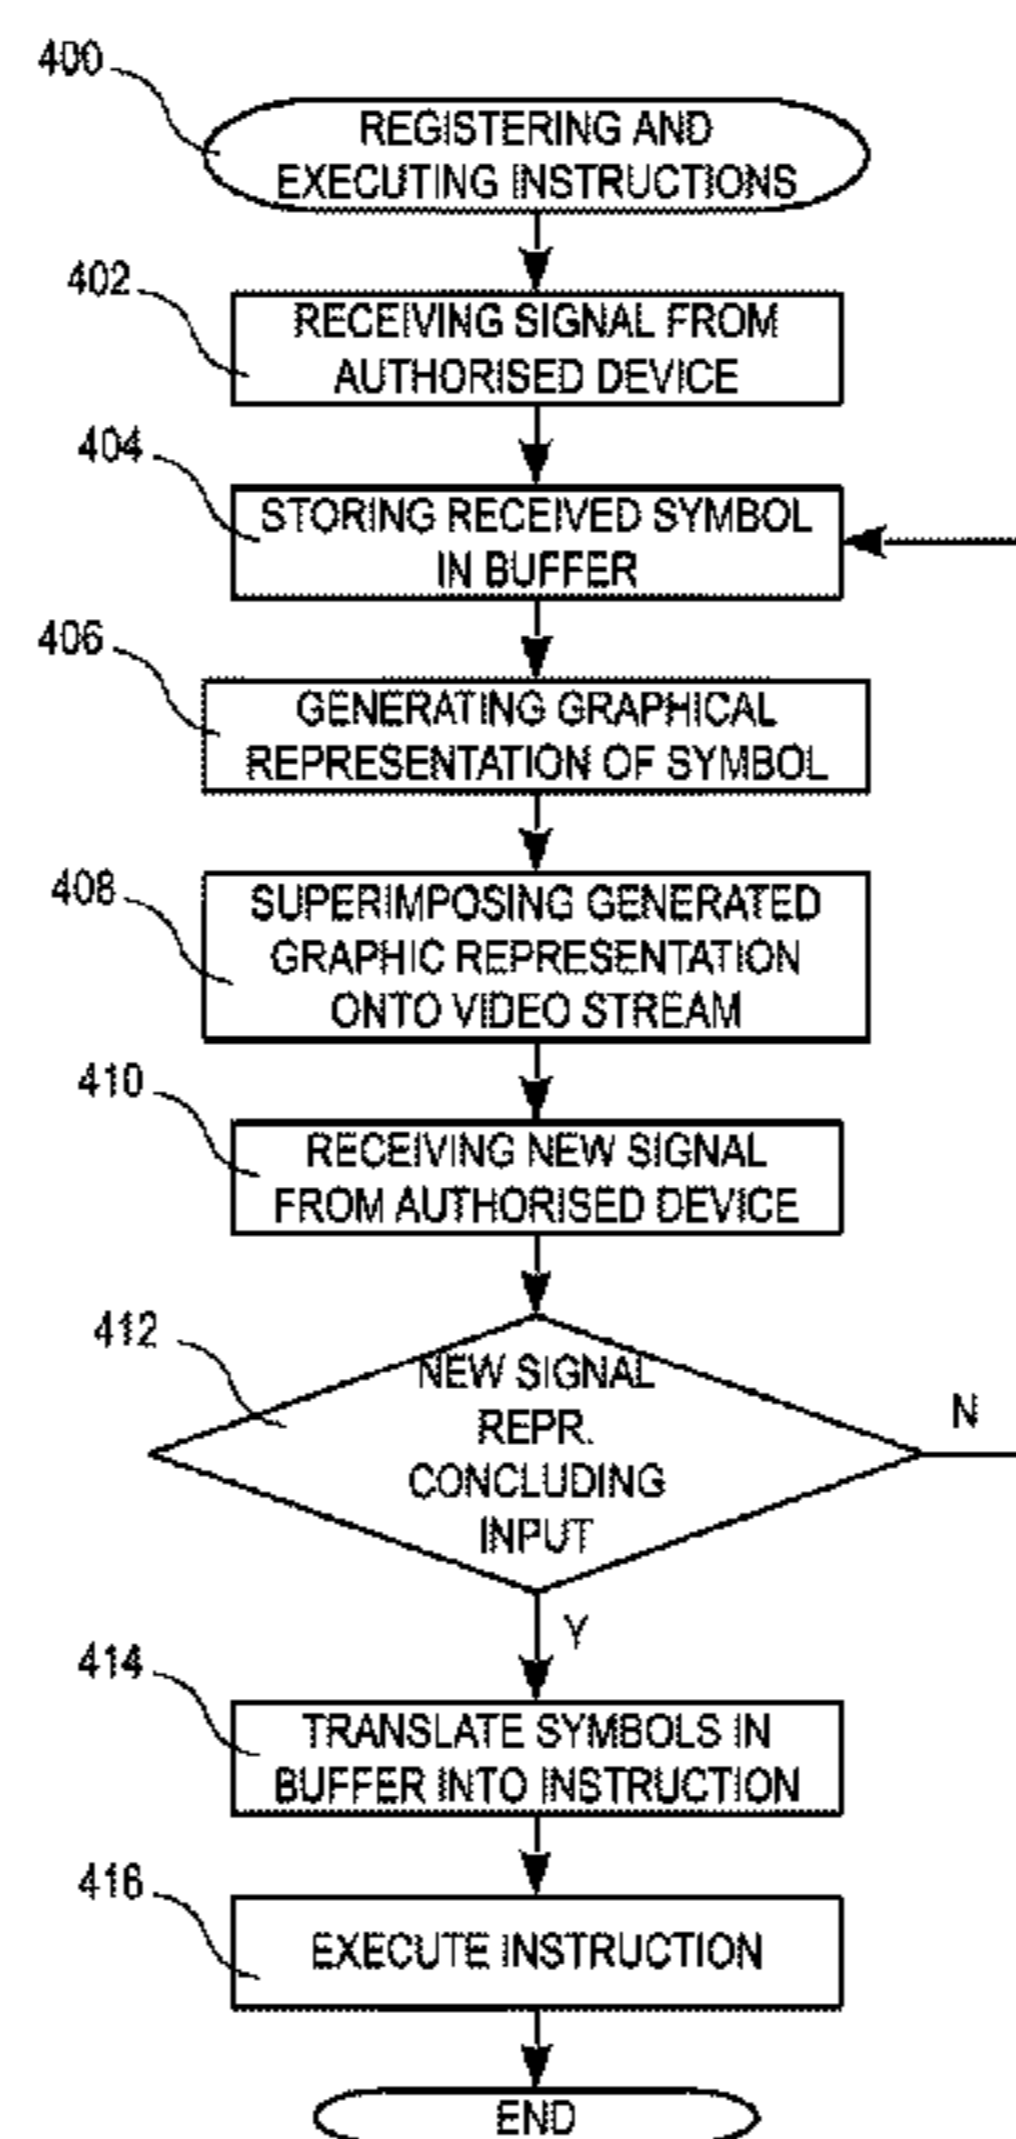 400
REGISTERING AND
EXECUTING INSTRUCTIONS
402
RECEIVING SIGNAL FROM
AUTHORISED DEVICE
404
STORING RECEIVED SYMBOL
IN BUFFER
406
GENERATING GRAPHICAL
REPRESENTATION OF SYMBOL
408
SUPERIMPOSING GENERATED
GRAPHIC REPRESENTATION
ONTO VIDEO STREAM
410
RECEIVING NEW SIGNAL
FROM AUTHORISED DEVICE
412
NEW SIGNAL
REPR.
CONCLUDING
INPUT
N
Y
414
TRANSLATE SYMBOLS IN
BUFFER INTO INSTRUCTION
416
EXECUTE INSTRUCTION
END